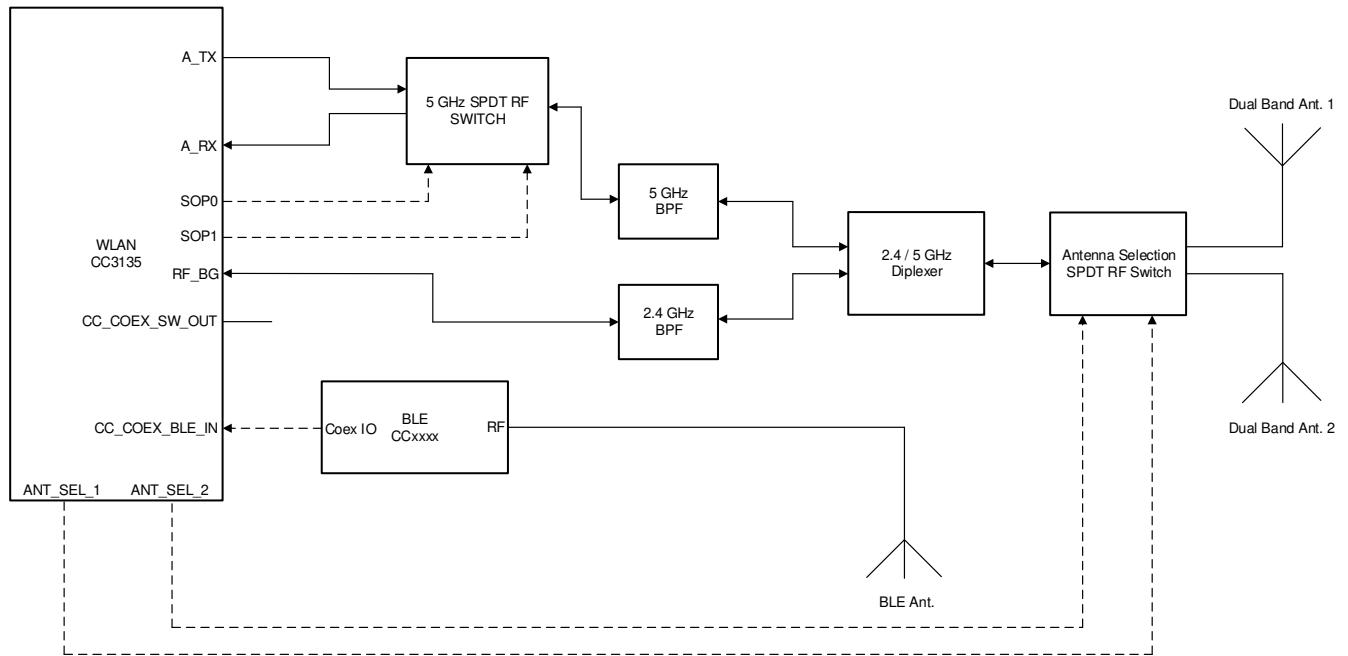 A_TX
A_RX
SOP0
SOP1
WLAN
CC3135
RF_BG
CC_COEX_SW_OUT
CC_COEX_BLE_IN
ANT_SEL_1
ANT_SEL_2
5 GHz SPDT RF
SWITCH
5 GHz
BPF
2.4 GHz
BPF
2.4 / 5 GHz
Diplexer
Antenna Selection
SPDT RF Switch
Dual Band Ant. 1
Dual Band Ant. 2
Coex IO
BLE
CCxxxx
RF
BLE Ant.